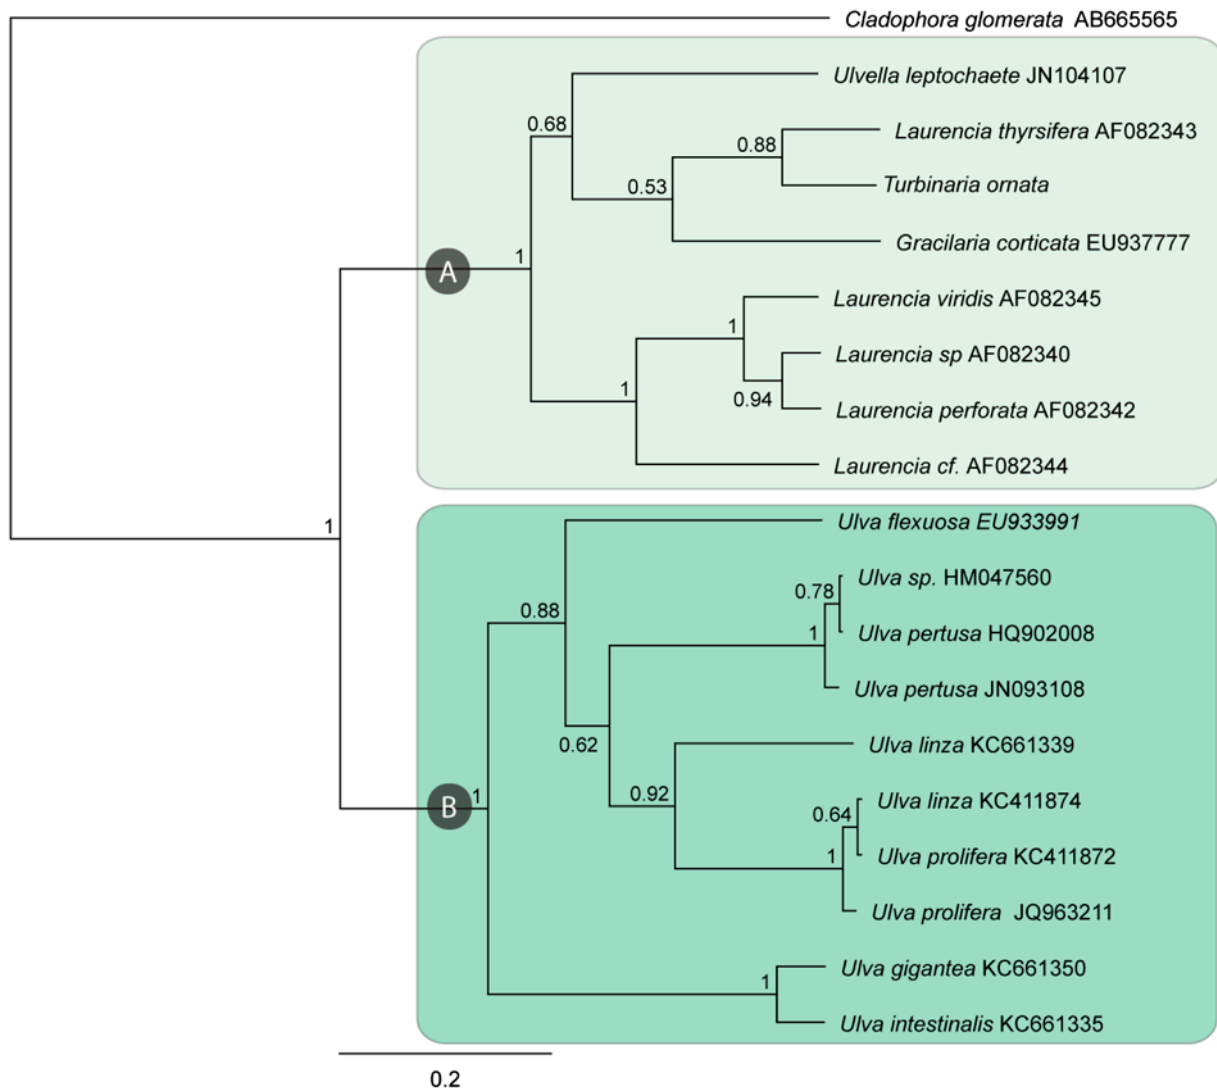 Cladophora glomerata AB665565
Ulvella leptochaete JN104107
0.68
Laurencia thyrsifera AF082343
0.88
Turbinaria ornata
0.53
Gracilaria corticata EU937777
1
A
Laurencia viridis AF082345
1
Laurencia sp AF082340
1
0.94
Laurencia perforata AF082342
Laurencia cf. AF082344
1
Ulva flexuosa EU933991
Ulva sp. HM047560
0.78
0.88
Ulva pertusa HQ902008
1
Ulva pertusa JN093108
0.62
Ulva linza KC661339
0.92
Ulva linza KC411874
B
1
0.64
Ulva prolifera KC411872
1
Ulva prolifera JQ963211
Ulva gigantea KC661350
1
Ulva intestinalis KC661335
0.2